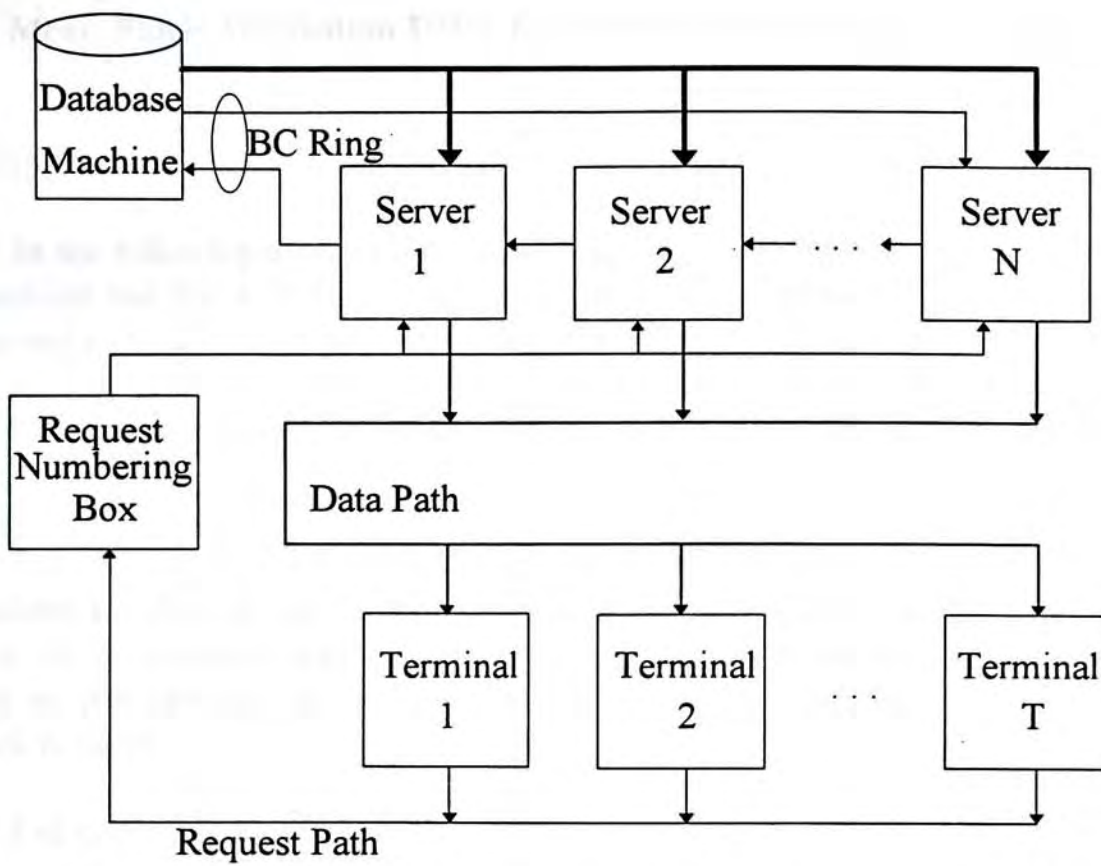 Database
Machine
BC Ring
Server
1
Server
2
. . . .
Server
N
Request
Numbering
Box
Data Path
Terminal
1
Terminal
2
. . . .
Terminal
T
Request Path